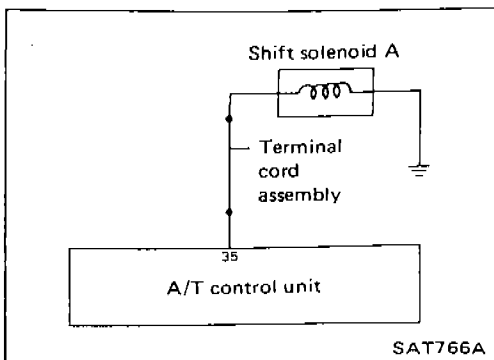 Shift solenoid A
Terminal
cord
assembly
35
A/T control unit
SAT766A